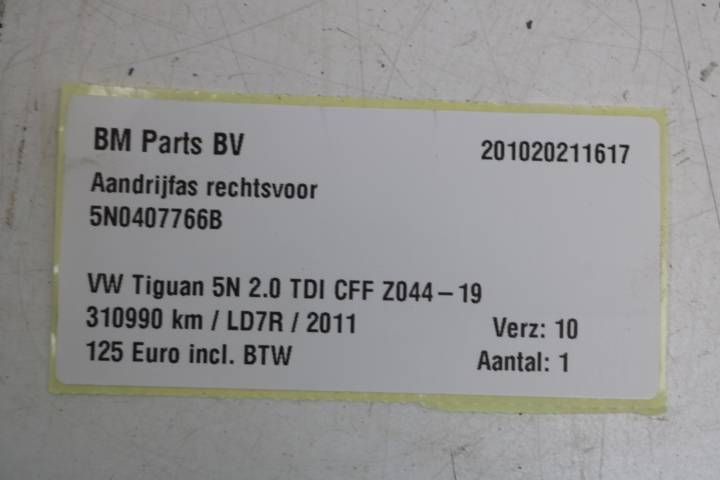 BM Parts BV 201020211617
Aandrijfas rechtsvoor
5N0407766B
VW Tiguan 5N 2.0 TDI CFF Z044-19
310990 km / LD7R / 2011 Verz: 10
125 Euro incl. BTW Aantal: 1